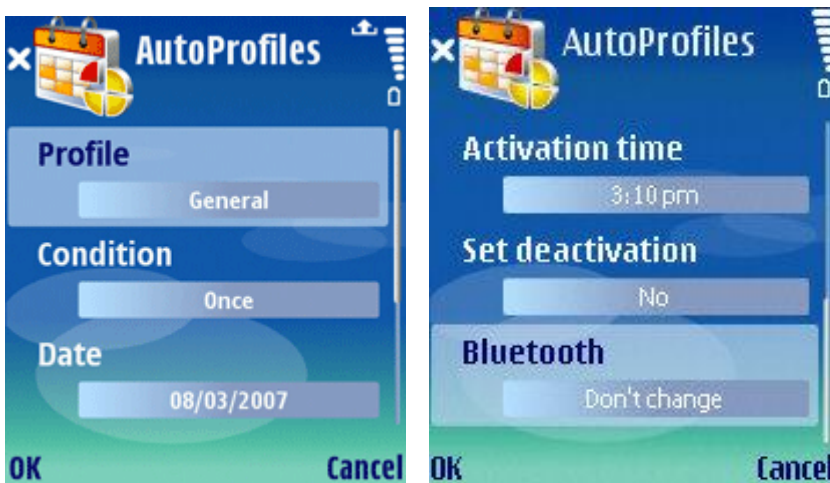 AutoProfiles
Profile
General
Condition
Once
Date
08/03/2007
OK Cancel
AutoProfiles
Activation time
3:10 pm
Set deactivation
No
Bluetooth
Don't change
OK Cancel